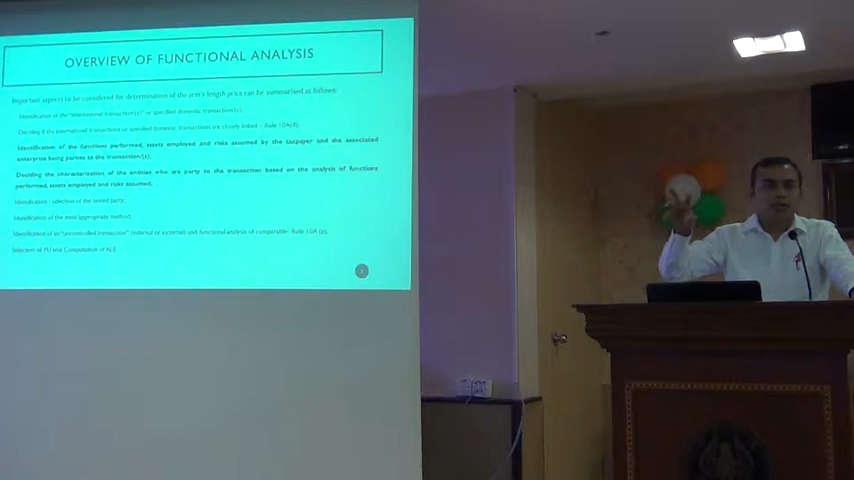 OVERVIEW OF FUNCTIONAL ANALYSIS
Important aspects to be considered for determination of the arm's length price can be summarised as follows:
Identification of the "international transaction(s)" or specified domestic transaction(s);
Deciding if the international transactions or specified domestic transactions are closely linked – Rule 10A(d);
Identification of the functions performed, assets employed and risks assumed by the taxpayer and the associated
enterprise being parties to the transaction(s);
Deciding the characterisation of the entities who are party to the transaction based on the analysis of functions
performed, assets employed and risks assumed;
Identification / selection of the tested party;
Identification of the most appropriate method;
Identification of an "uncontrolled transaction" (internal or external) and functional analysis of comparable- Rule 10A (a);
Selection of PLI and Computation of ALP.